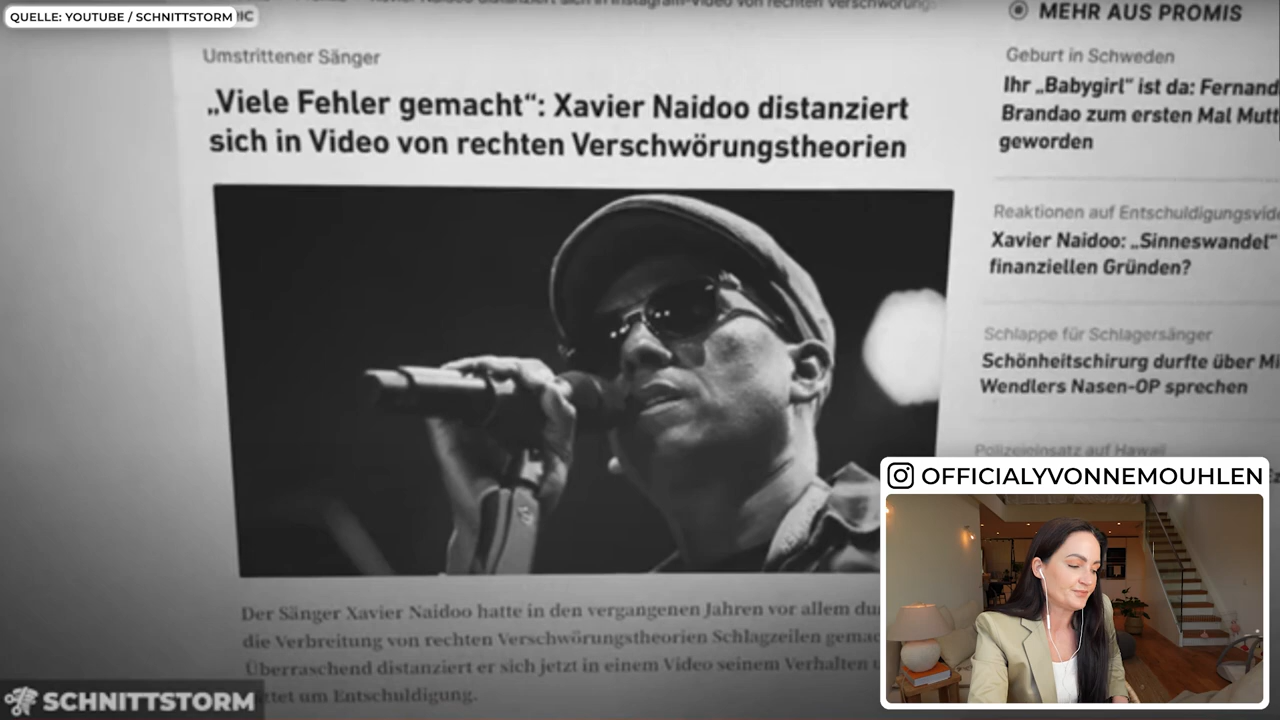 QUELLE: YOUTUBE / SCHNITTSTORM
Umstrittener Sänger
„Viele Fehler gemacht“: Xavier Naidoo distanziert
sich in Video von rechten Verschwörungstheorien
Der Sänger Xavier Naidoo hatte in den vergangenen Jahren vor allem
die Verbreitung von rechten Verschwörungstheorien Schlagzeilen
Überraschend distanziert er sich jetzt in einem Video seinem Verhalten
um Entschuldigung.
MEHR AUS PROMIS
Geburt in Schweden
Ihr „Babygirl“ ist da: Fernand
Brandao zum ersten Mal Mutt
geworden
Reaktionen auf Entschuldigungsvide
Xavier Naidoo: „Sinneswandel“
finanziellen Gründen?
Schlappe für Schlagersänger
Schönheitschirurg durfte über Mi
Wendlers Nasen-OP sprechen
Polizeieinsatz auf Hawaii
OFFICIALYVONNEMOUHLEN
SCHNITTSTORM